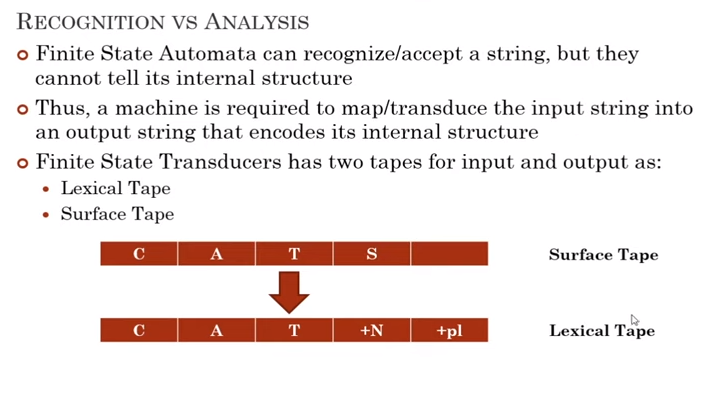 RECOGNITION VS ANALYSIS
Finite State Automata can recognize/accept a string, but they
cannot tell its internal structure
Thus, a machine is required to map/transduce the input string into
an output string that encodes its internal structure
Finite State Transducers has two tapes for input and output as:
Lexical Tape
Surface Tape
C A T S Surface Tape
C A T +N +pl Lexical Tape